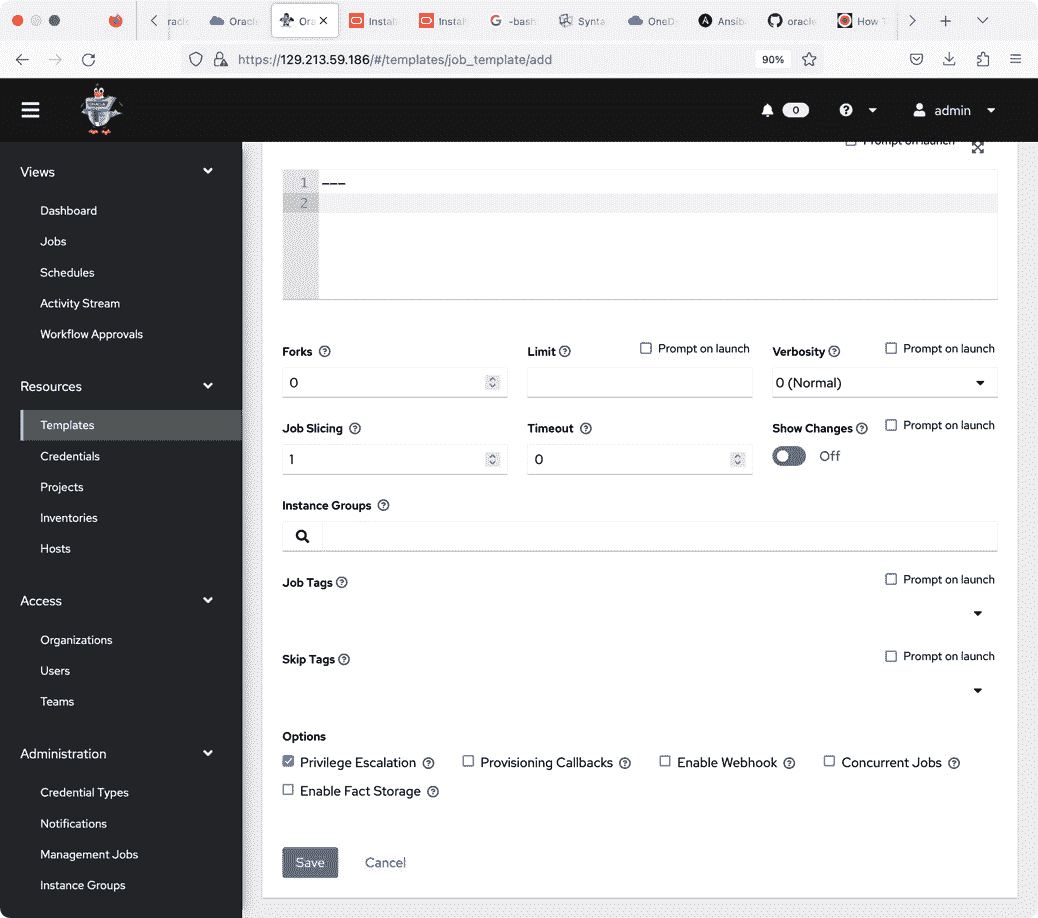 racle
Oracle
Ora
Install
Install
-bash
Synta
OneD
Ansib
oracle
How T
https://129.213.59.186/#/templates/job_template/add
90%
0
admin
Views
Dashboard
Jobs
Schedules
Activity Stream
Workflow Approvals
Resources
Templates
Credentials
Projects
Inventories
Hosts
Access
Organizations
Users
Teams
Administration
Credential Types
Notifications
Management Jobs
Instance Groups
Prompt on launch
1 ---
2
Forks
Limit
Prompt on launch
Verbosity
Prompt on launch
0
0 (Normal)
Job Slicing
Timeout
Show Changes
Prompt on launch
1
0
Off
Instance Groups
Job Tags
Prompt on launch
Skip Tags
Prompt on launch
Options
Privilege Escalation
Provisioning Callbacks
Enable Webhook
Concurrent Jobs
Enable Fact Storage
Save
Cancel